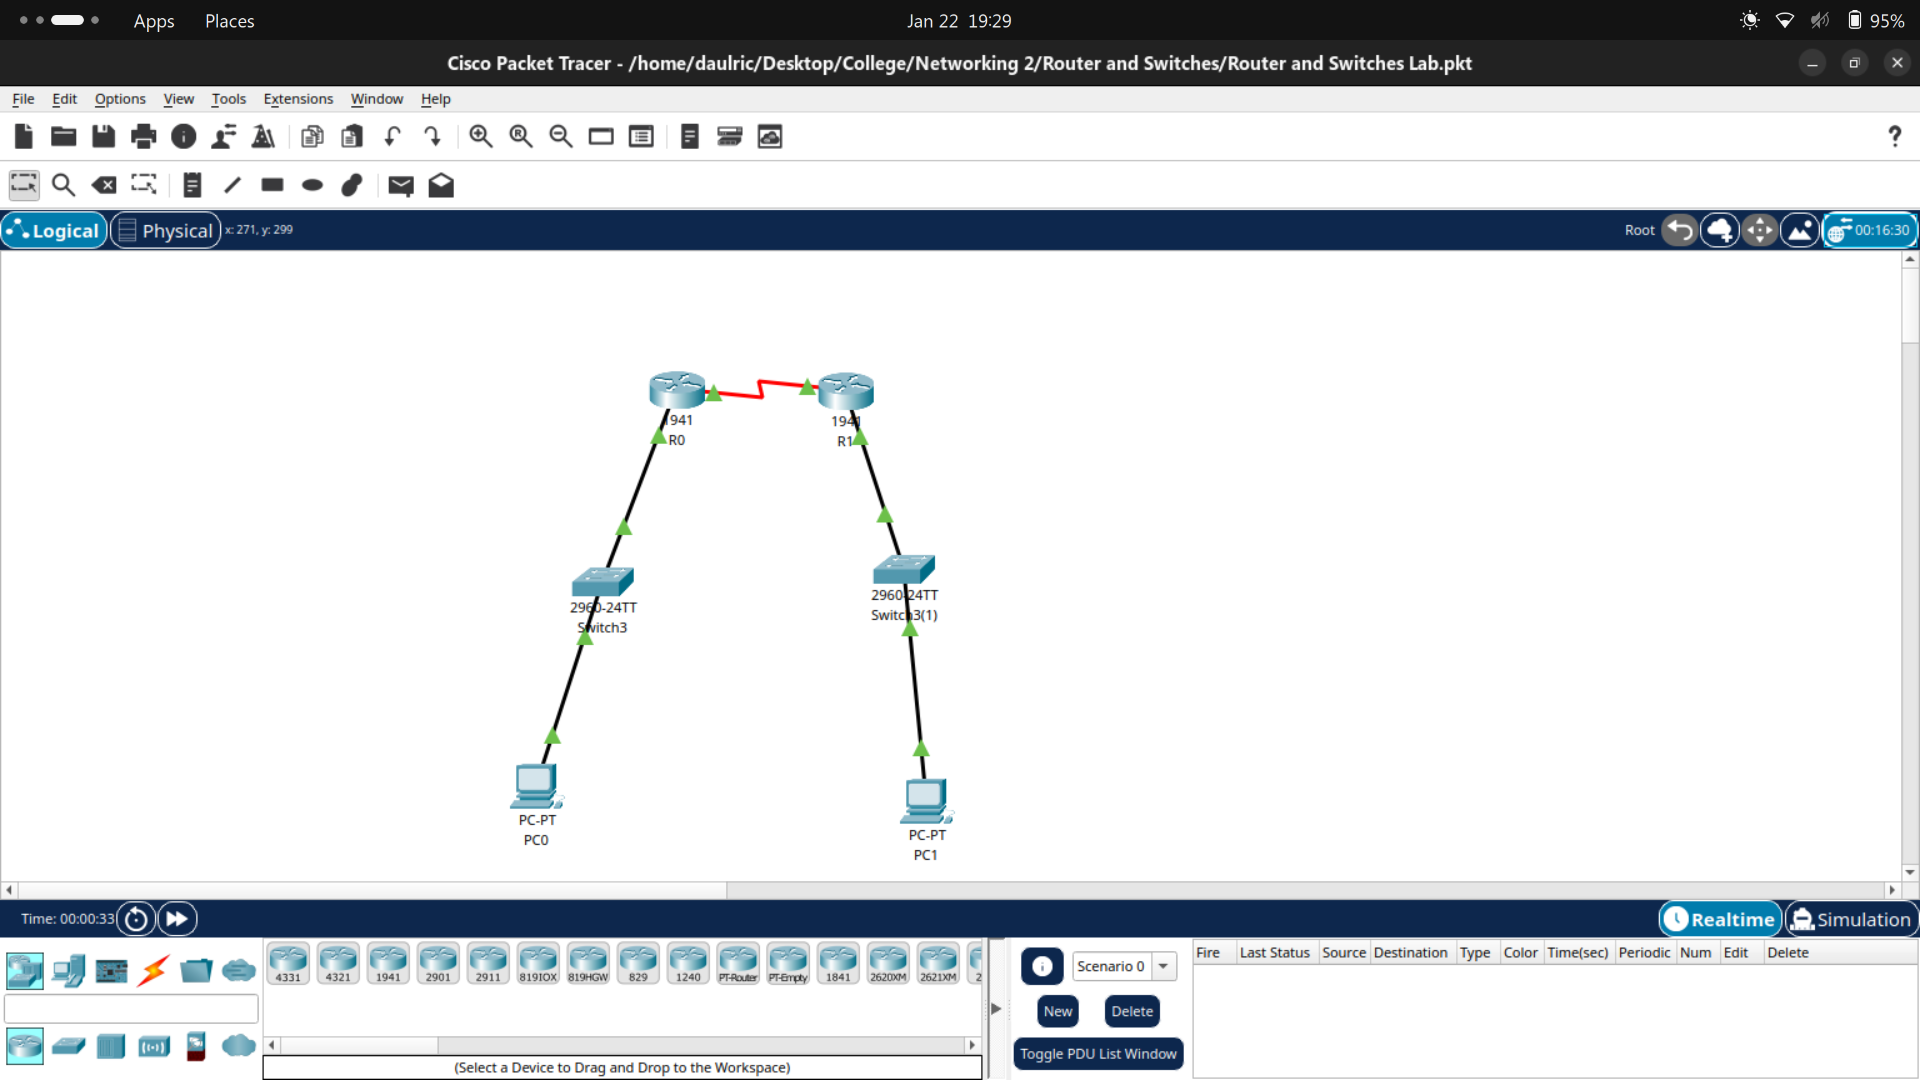 Apps Places Jan 22 19:29 95%
Cisco Packet Tracer - /home/daulric/Desktop/College/Networking 2/Router and Switches/Router and Switches Lab.pkt
File Edit Options View Tools Extensions Window Help
Logical Physical x: 271, y: 299 Root 00:16:30
1941
R0
1941
R1
2960-24TT
Switch3
2960-24TT
Switch3(1)
PC-PT
PC0
PC-PT
PC1
Time: 00:00:33 Realtime Simulation
4331 4321 1941 2901 2911 819IOX 819HGW 829 1240 PT-Router PT-Empty 1841 2620XM 2621XM 2
(Select a Device to Drag and Drop to the Workspace)
Scenario 0
New Delete
Toggle PDU List Window
Fire Last Status Source Destination Type Color Time(sec) Periodic Num Edit Delete